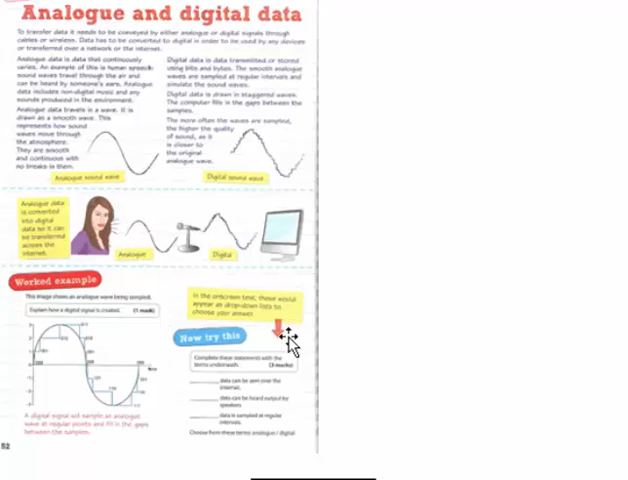 Analogue and digital data
To transfer data it needs to be conveyed by either analogue or digital signals through
cables or wireless. Data has to be converted to digital in order to be used by any devices
or transferred over a network or the internet.
Analogue data is data that continuously
varies. An example of this is human speech:
sound waves travel through the air and
can be heard by someone's ears. Analogue
data includes non-digital music and any
sounds produced in the environment.
Analogue data travels in a wave. It is
drawn as a smooth wave. This
represents how sound
waves move through
the atmosphere.
They are smooth
and continuous with
no breaks in them.
Analogue sound wave
Digital data is data transmitted or stored
using bits and bytes. The smooth analogue
waves are sampled at regular intervals and
simulate the sound waves.
Digital data is drawn in staggered waves.
The computer fills in the gaps between the
samples.
The more often the waves are sampled,
the higher the quality
of sound, as it
is closer to
the original
analogue wave.
Digital sound wave
Analogue data
is converted
into digital
data so it can
be transferred
across the
internet.
Analogue
Digital
Worked example
This image shows an analogue wave being sampled.
Explain how a digital signal is created. (1 mark)
A digital signal will sample an analogue
wave at regular points and fill in the gaps
between the samples.
In the onscreen test, these would
appear as drop-down lists to
choose your answer.
Now try this
Complete these statements with the
terms underneath. (3 marks)
data can be sent over the
internet.
data can be heard output by
speakers.
data is sampled at regular
intervals.
Choose from these terms: analogue / digital
52